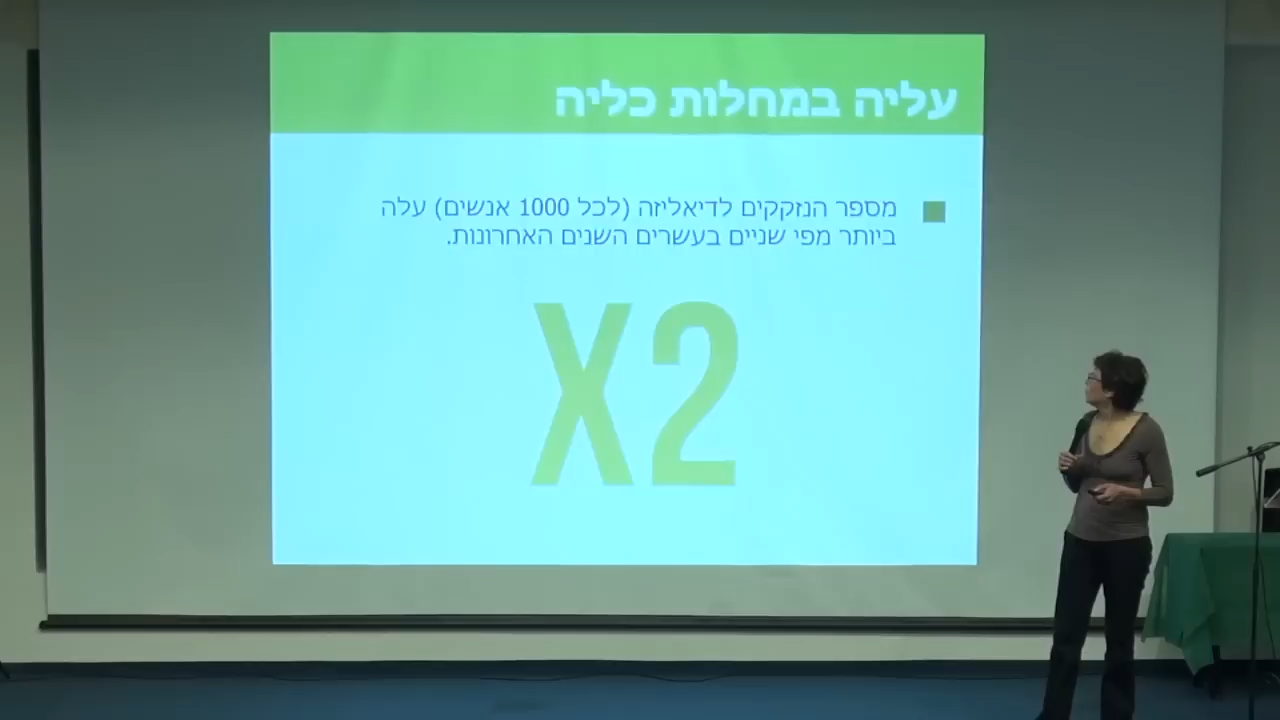 עליה במחלות כליה
מספר הנזקקים לדיאליזה (לכל 1000 אנשים) עלה
ביותר מפי שניים בעשרים השנים האחרונות.
X2